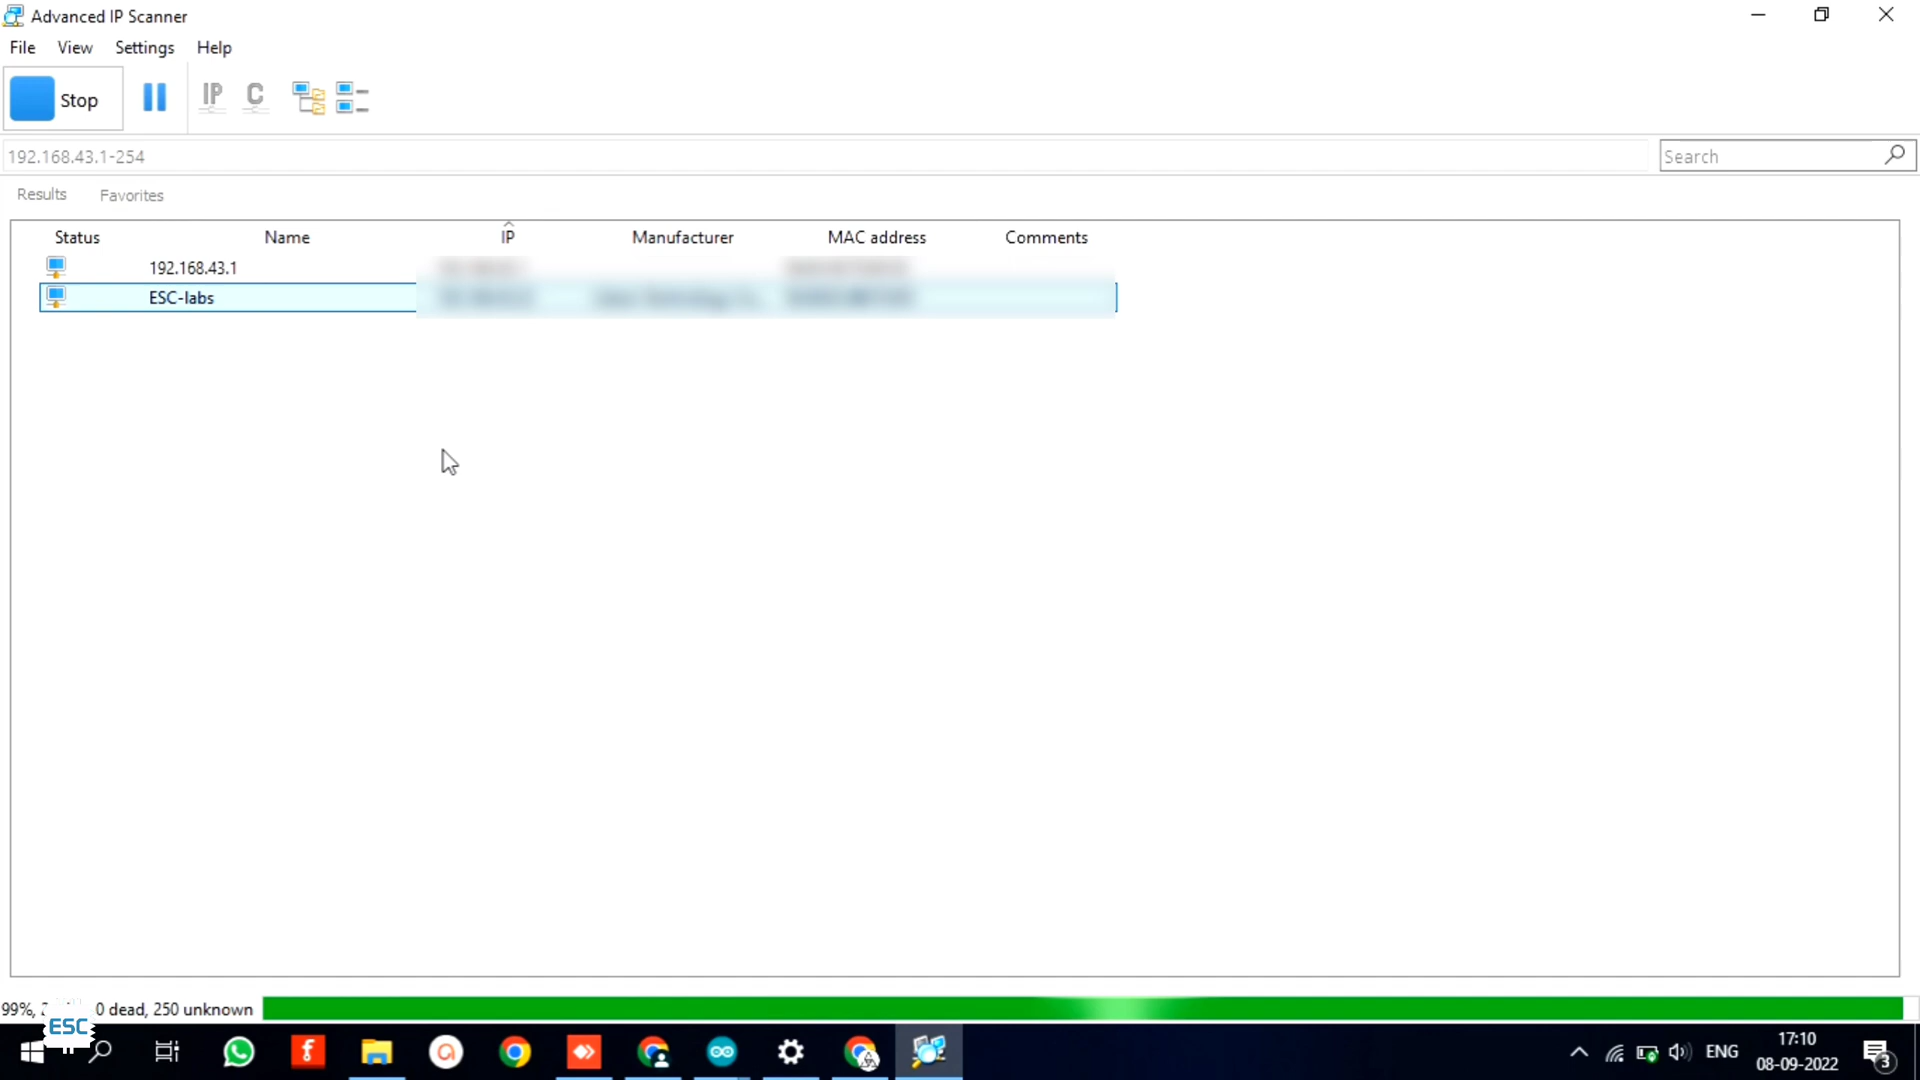 Advanced IP Scanner
File View Settings Help
Stop IP C
192.168.43.1-254
Search
Results Favorites
Status Name IP Manufacturer MAC address Comments
192.168.43.1
ESC-labs
99%, 0 dead, 250 unknown
ESC
ENG
17:10
08-09-2022
3